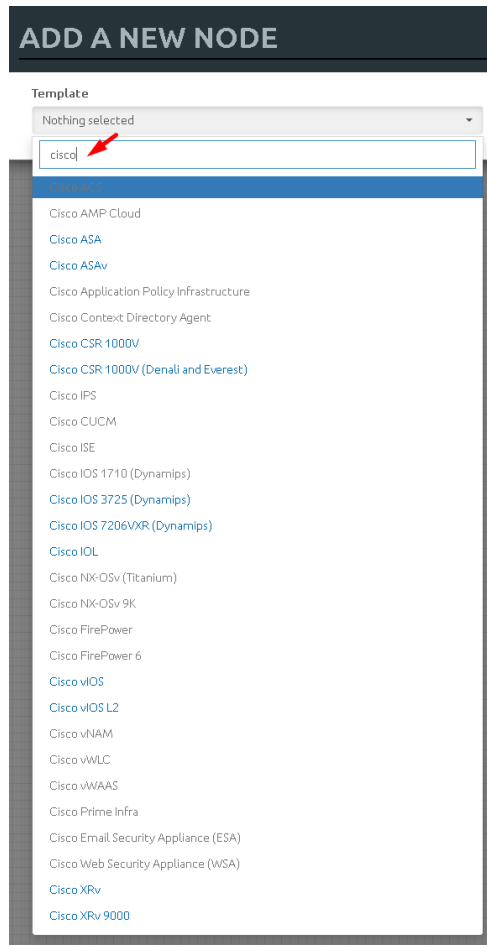 ADD A NEW NODE
Template
Nothing selected
cisco
Cisco ACS
Cisco AMP Cloud
Cisco ASA
Cisco ASAv
Cisco Application Policy Infrastructure
Cisco Context Directory Agent
Cisco CSR 1000V
Cisco CSR 1000V (Denali and Everest)
Cisco IPS
Cisco CUCM
Cisco ISE
Cisco IOS 1710 (Dynamips)
Cisco IOS 3725 (Dynamips)
Cisco IOS 7206VXR (Dynamips)
Cisco IOL
Cisco NX-OSv (Titanium)
Cisco NX-OSv 9K
Cisco FirePower
Cisco FirePower 6
Cisco vIOS
Cisco vIOS L2
Cisco vNAM
Cisco vWLC
Cisco vWAAS
Cisco Prime Infra
Cisco Email Security Appliance (ESA)
Cisco Web Security Appliance (WSA)
Cisco XRv
Cisco XRv 9000